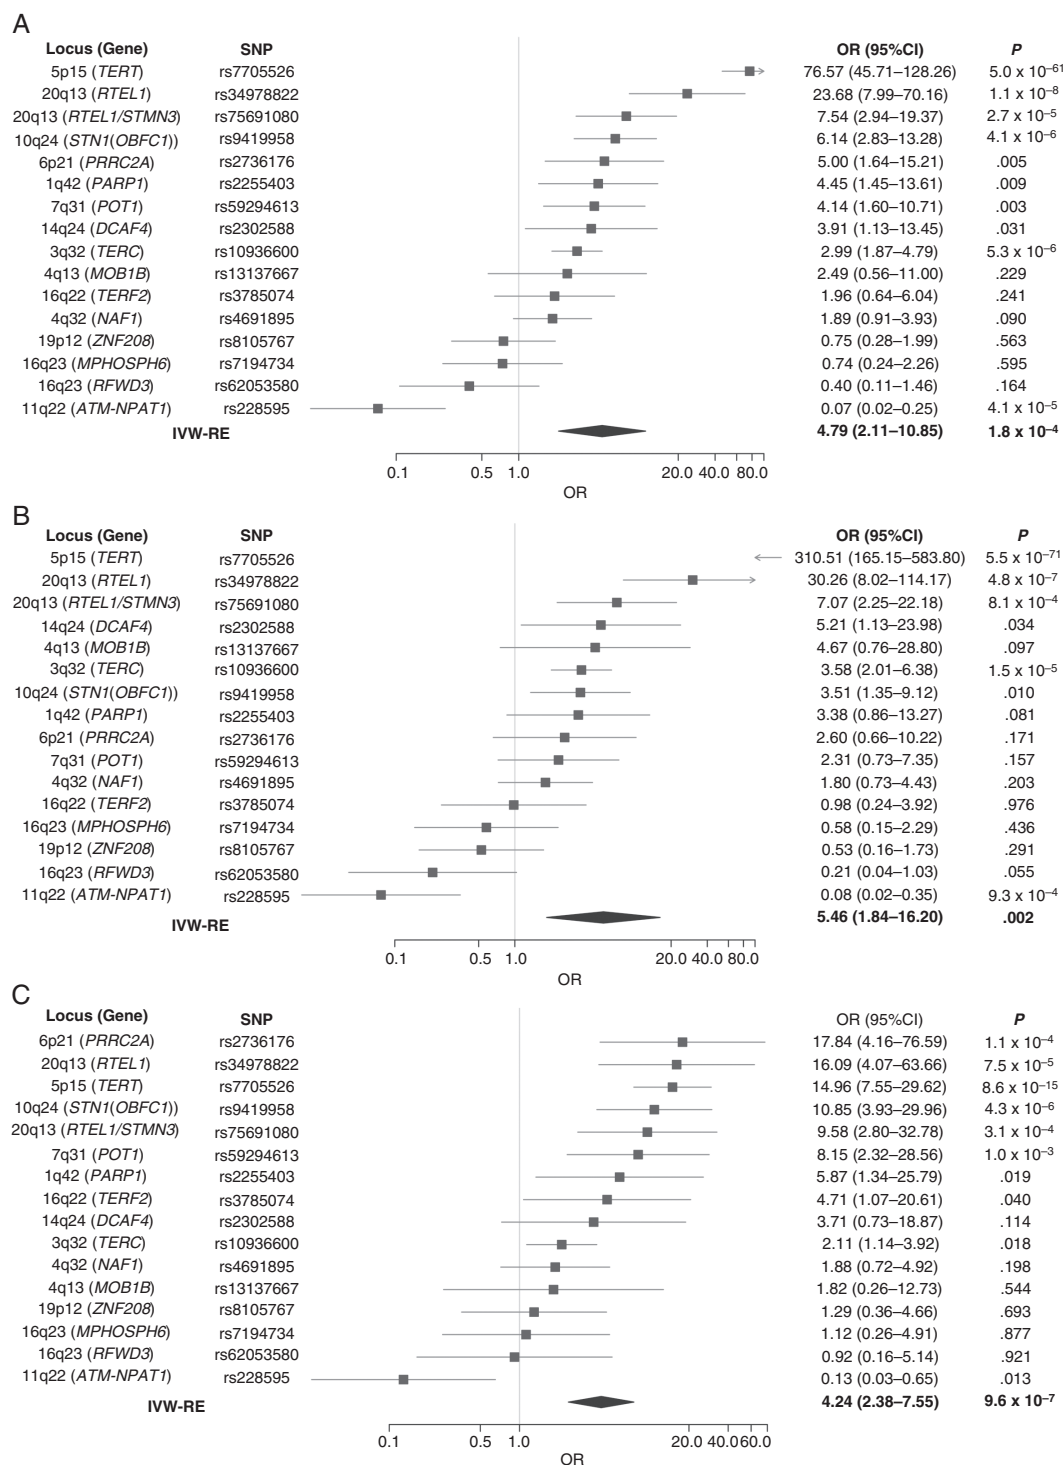 A
Locus (Gene) SNP OR (95%CI) P
5p15 (TERT) rs7705526 76.57 (45.71–128.26) 5.0 x 10⁻⁶¹
20q13 (RTEL1) rs34978822 23.68 (7.99–70.16) 1.1 x 10⁻⁸
20q13 (RTEL1/STMN3) rs75691080 7.54 (2.94–19.37) 2.7 x 10⁻⁵
10q24 (STN1(OBFC1)) rs9419958 6.14 (2.83–13.28) 4.1 x 10⁻⁶
6p21 (PRRC2A) rs2736176 5.00 (1.64–15.21) .005
1q42 (PARP1) rs2255403 4.45 (1.45–13.61) .009
7q31 (POT1) rs59294613 4.14 (1.60–10.71) .003
14q24 (DCAF4) rs2302588 3.91 (1.13–13.45) .031
3q32 (TERC) rs10936600 2.99 (1.87–4.79) 5.3 x 10⁻⁶
4q13 (MOB1B) rs13137667 2.49 (0.56–11.00) .229
16q22 (TERF2) rs3785074 1.96 (0.64–6.04) .241
4q32 (NAF1) rs4691895 1.89 (0.91–3.93) .090
19p12 (ZNF208) rs8105767 0.75 (0.28–1.99) .563
16q23 (MPHOSPH6) rs7194734 0.74 (0.24–2.26) .595
16q23 (RFWD3) rs62053580 0.40 (0.11–1.46) .164
11q22 (ATM-NPAT1) rs228595 0.07 (0.02–0.25) 4.1 x 10⁻⁵
IVW-RE 4.79 (2.11–10.85) 1.8 x 10⁻⁴
0.1 0.5 1.0 20.0 40.0 80.0
OR
B
Locus (Gene) SNP OR (95%CI) P
5p15 (TERT) rs7705526 310.51 (165.15–583.80) 5.5 x 10⁻⁷¹
20q13 (RTEL1) rs34978822 30.26 (8.02–114.17) 4.8 x 10⁻⁷
20q13 (RTEL1/STMN3) rs75691080 7.07 (2.25–22.18) 8.1 x 10⁻⁴
14q24 (DCAF4) rs2302588 5.21 (1.13–23.98) .034
4q13 (MOB1B) rs13137667 4.67 (0.76–28.80) .097
3q32 (TERC) rs10936600 3.58 (2.01–6.38) 1.5 x 10⁻⁵
10q24 (STN1(OBFC1)) rs9419958 3.51 (1.35–9.12) .010
1q42 (PARP1) rs2255403 3.38 (0.86–13.27) .081
6p21 (PRRC2A) rs2736176 2.60 (0.66–10.22) .171
7q31 (POT1) rs59294613 2.31 (0.73–7.35) .157
4q32 (NAF1) rs4691895 1.80 (0.73–4.43) .203
16q22 (TERF2) rs3785074 0.98 (0.24–3.92) .976
16q23 (MPHOSPH6) rs7194734 0.58 (0.15–2.29) .436
19p12 (ZNF208) rs8105767 0.53 (0.16–1.73) .291
16q23 (RFWD3) rs62053580 0.21 (0.04–1.03) .055
11q22 (ATM-NPAT1) rs228595 0.08 (0.02–0.35) 9.3 x 10⁻⁴
IVW-RE 5.46 (1.84–16.20) .002
0.1 0.5 1.0 20.0 40.0 80.0
OR
C
Locus (Gene) SNP OR (95%CI) P
6p21 (PRRC2A) rs2736176 17.84 (4.16–76.59) 1.1 x 10⁻⁴
20q13 (RTEL1) rs34978822 16.09 (4.07–63.66) 7.5 x 10⁻⁵
5p15 (TERT) rs7705526 14.96 (7.55–29.62) 8.6 x 10⁻¹⁵
10q24 (STN1(OBFC1)) rs9419958 10.85 (3.93–29.96) 4.3 x 10⁻⁶
20q13 (RTEL1/STMN3) rs75691080 9.58 (2.80–32.78) 3.1 x 10⁻⁴
7q31 (POT1) rs59294613 8.15 (2.32–28.56) 1.0 x 10⁻³
1q42 (PARP1) rs2255403 5.87 (1.34–25.79) .019
16q22 (TERF2) rs3785074 4.71 (1.07–20.61) .040
14q24 (DCAF4) rs2302588 3.71 (0.73–18.87) .114
3q32 (TERC) rs10936600 2.11 (1.14–3.92) .018
4q32 (NAF1) rs4691895 1.88 (0.72–4.92) .198
4q13 (MOB1B) rs13137667 1.82 (0.26–12.73) .544
19p12 (ZNF208) rs8105767 1.29 (0.36–4.66) .693
16q23 (MPHOSPH6) rs7194734 1.12 (0.26–4.91) .877
16q23 (RFWD3) rs62053580 0.92 (0.16–5.14) .921
11q22 (ATM-NPAT1) rs228595 0.13 (0.03–0.65) .013
IVW-RE 4.24 (2.38–7.55) 9.6 x 10⁻⁷
0.1 0.5 1.0 20.0 40.0 60.0
OR